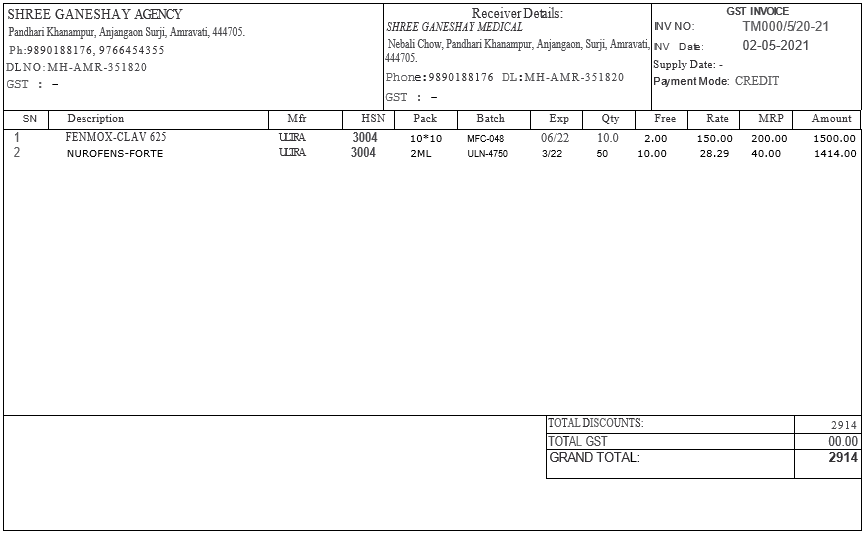 SHREE GANESHAY AGENCY
Pandhari Khanampur, Anjangaon Surji, Amravati, 444705.
Ph:9890188176, 9766454355
DLNO:MH-AMR-351820
GST : –
Receiver Details:
SHREE GANESHAY MEDICAL
Nebali Chow, Pandhari Khanampur, Anjangaon, Surji, Amravati,
444705.
Phone:9890188176 DL:MH-AMR-351820
GST : –
GST INVOICE
INV NO: TM000/5/20-21
INV Date: 02-05-2021
Supply Date: -
Payment Mode: CREDIT
SN Description Mfr HSN Pack Batch Exp Qty Free Rate MRP Amount
1 FENMOX-CLAV 625 ULTRA 3004 10*10 MFC-048 06/22 10.0 2.00 150.00 200.00 1500.00
2 NUROFENS-FORTE ULTRA 3004 2ML ULN-4750 3/22 50 10.00 28.29 40.00 1414.00
TOTAL DISCOUNTS: 2914
TOTAL GST 00.00
GRAND TOTAL: 2914